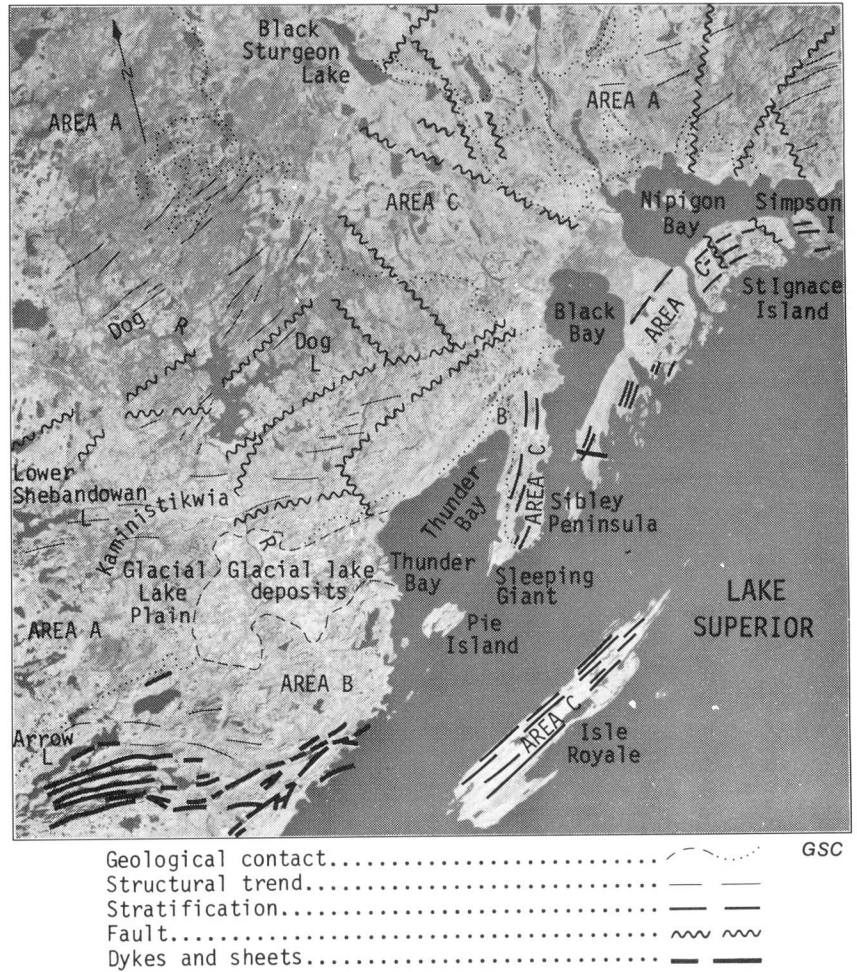 Black
Sturgeon
Lake
N
AREA A
AREA A
AREA C
Nipigon
Bay
Simpson
I
C
St Ignace
Island
AREA
Black
Bay
Dog R
Dog
L
B
AREA C
Lower
Shebandowan
L
Kaministikwia
R
Thunder
Bay
Sibley
Peninsula
Glacial
Lake
Plain
Glacial lake
deposits
Thunder
Bay
Sleeping
Giant
Pie
Island
LAKE
SUPERIOR
AREA A
AREA B
AREA C
Isle
Royale
Arrow
L
GSC
Geological contact
Structural trend
Stratification
Fault
Dykes and sheets